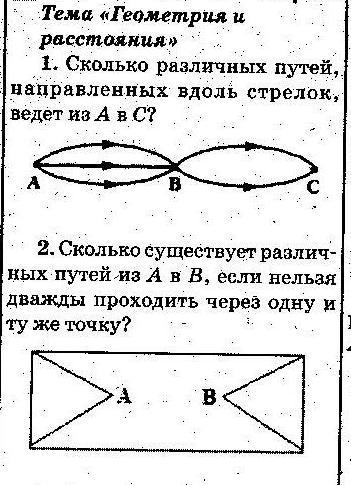 Тема «Геометрия и
расстояния»
1. Сколько различных путей,
направленных вдоль стрелок,
ведет из А в С?
А В С
2. Сколько существует различ-
ных путей из А в В, если нельзя
дважды проходить через одну и
ту же точку?
А В